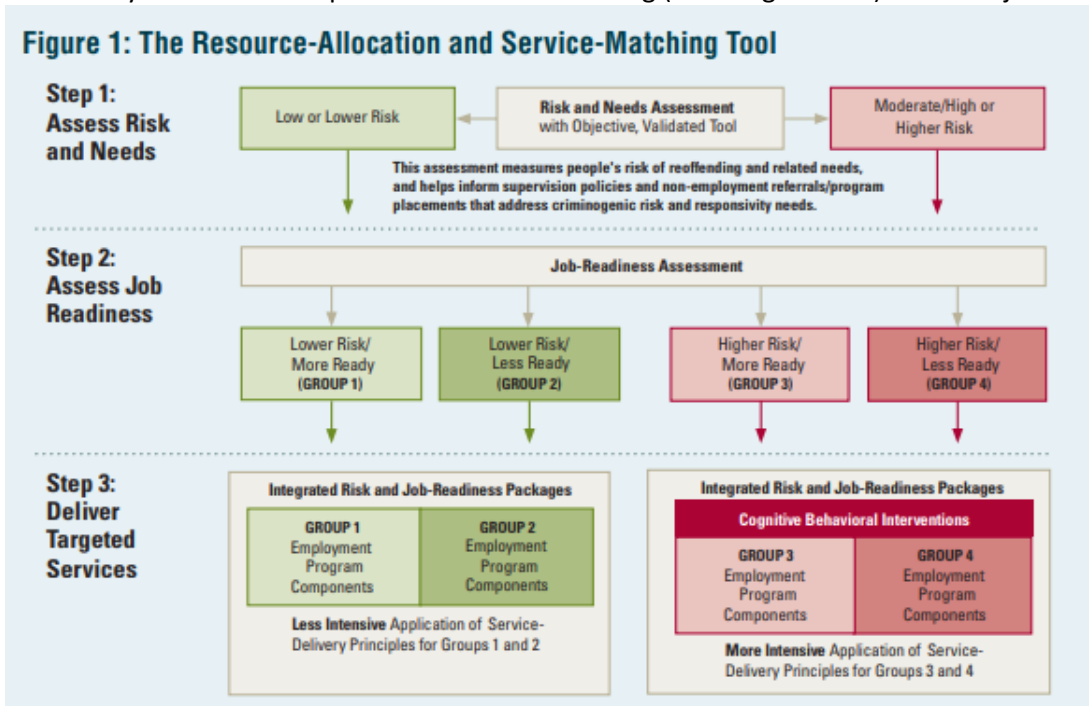 Figure 1: The Resource-Allocation and Service-Matching Tool
Step 1:
Assess Risk
and Needs
Low or Lower Risk
Risk and Needs Assessment
with Objective, Validated Tool
Moderate/High or
Higher Risk
This assessment measures people's risk of reoffending and related needs,
and helps inform supervision policies and non-employment referrals/program
placements that address criminogenic risk and responsivity needs.
Step 2:
Assess Job
Readiness
Job-Readiness Assessment
Lower Risk/
More Ready
(GROUP 1)
Lower Risk/
Less Ready
(GROUP 2)
Higher Risk/
More Ready
(GROUP 3)
Higher Risk/
Less Ready
(GROUP 4)
Step 3:
Deliver
Targeted
Services
Integrated Risk and Job-Readiness Packages
GROUP 1
Employment
Program
Components
GROUP 2
Employment
Program
Components
Less Intensive Application of Service-
Delivery Principles for Groups 1 and 2
Integrated Risk and Job-Readiness Packages
Cognitive Behavioral Interventions
GROUP 3
Employment
Program
Components
GROUP 4
Employment
Program
Components
More Intensive Application of Service-
Delivery Principles for Groups 3 and 4